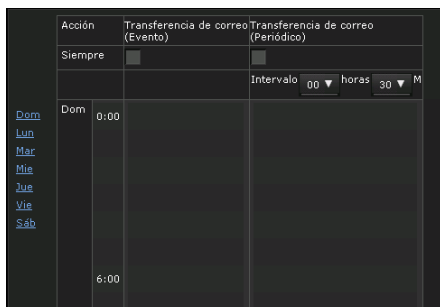 Acción Transferencia de correo (Evento) Transferencia de correo (Periódico)
Siempre
Intervalo 00 ▼ horas 30 ▼ M
Dom
Lun
Mar
Mie
Jue
Vie
Sáb
Dom 0:00
6:00